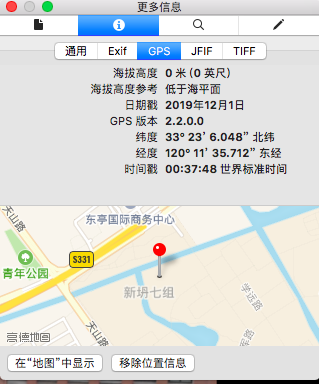 更多信息
通用 Exif GPS JFIF TIFF
海拔高度 0 米 (0 英尺)
海拔高度参考 低于海平面
日期戳 2019年12月1日
GPS 版本 2.2.0.0
纬度 33° 23' 6.048" 北纬
经度 120° 11' 35.712" 东经
时间戳 00:37:48 世界标准时间
天山路
东亭国际商务中心
S331
青年公园
新坍七组
学远路
天山路
高德地图
在“地图”中显示 移除位置信息